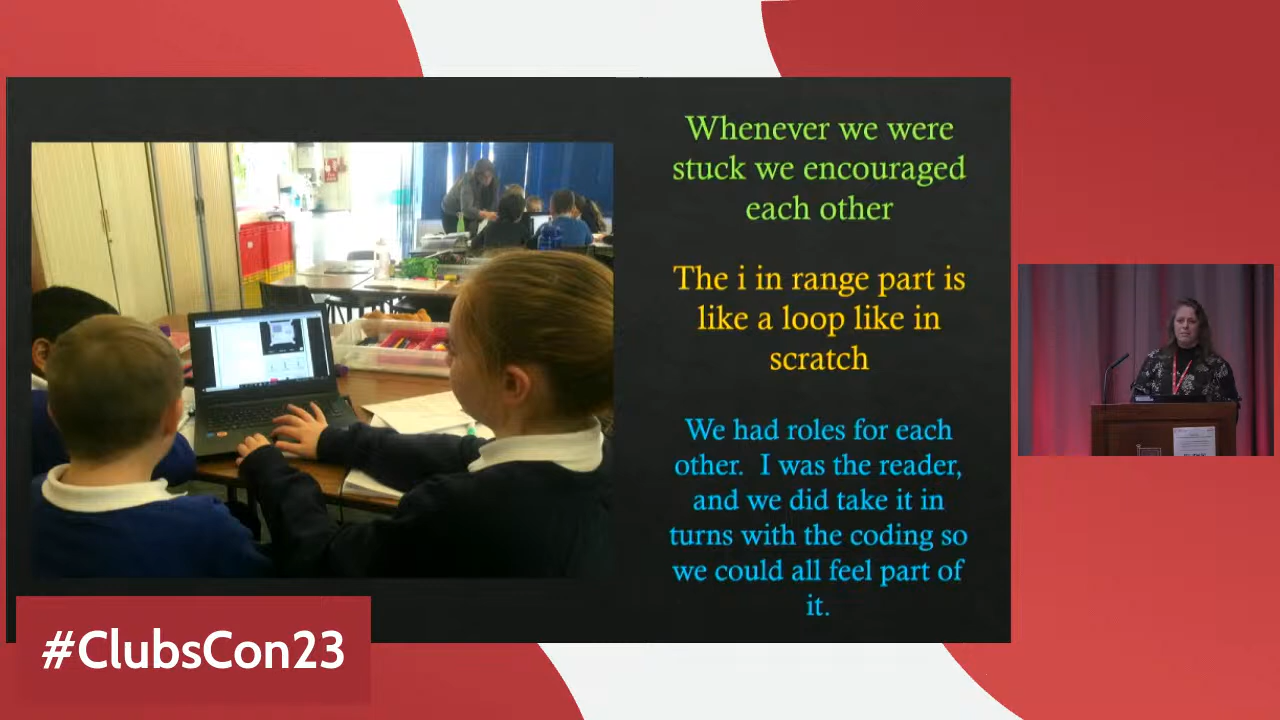 Whenever we were
stuck we encouraged
each other
The i in range part is
like a loop like in
scratch
We had roles for each
other.  I was the reader,
and we did take it in
turns with the coding so
we could all feel part of
it.
#ClubsCon23